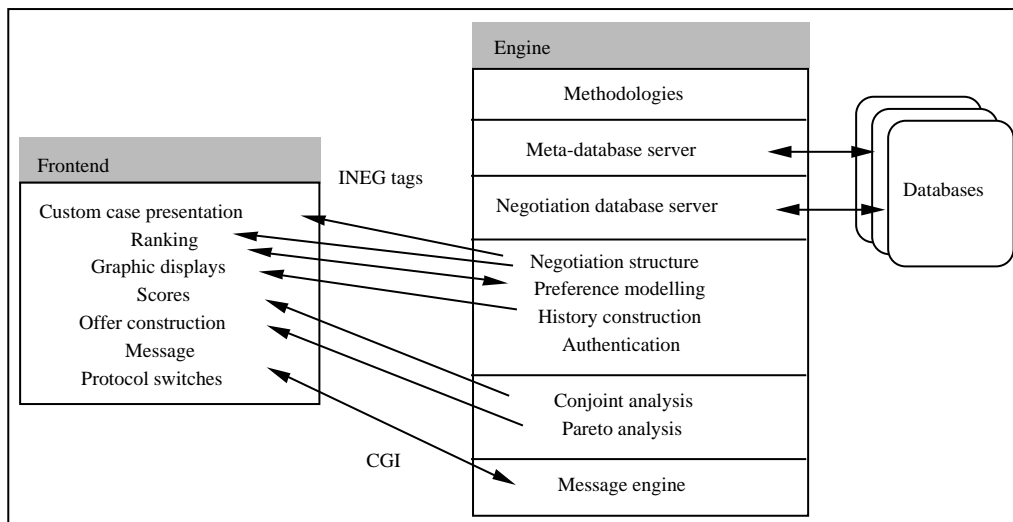 Engine
Methodologies
Meta-database server
Negotiation database server
Negotiation structure
Preference modelling
History construction
Authentication
Conjoint analysis
Pareto analysis
Message engine
Frontend
Custom case presentation
Ranking
Graphic displays
Scores
Offer construction
Message
Protocol switches
INEG tags
CGI
Databases